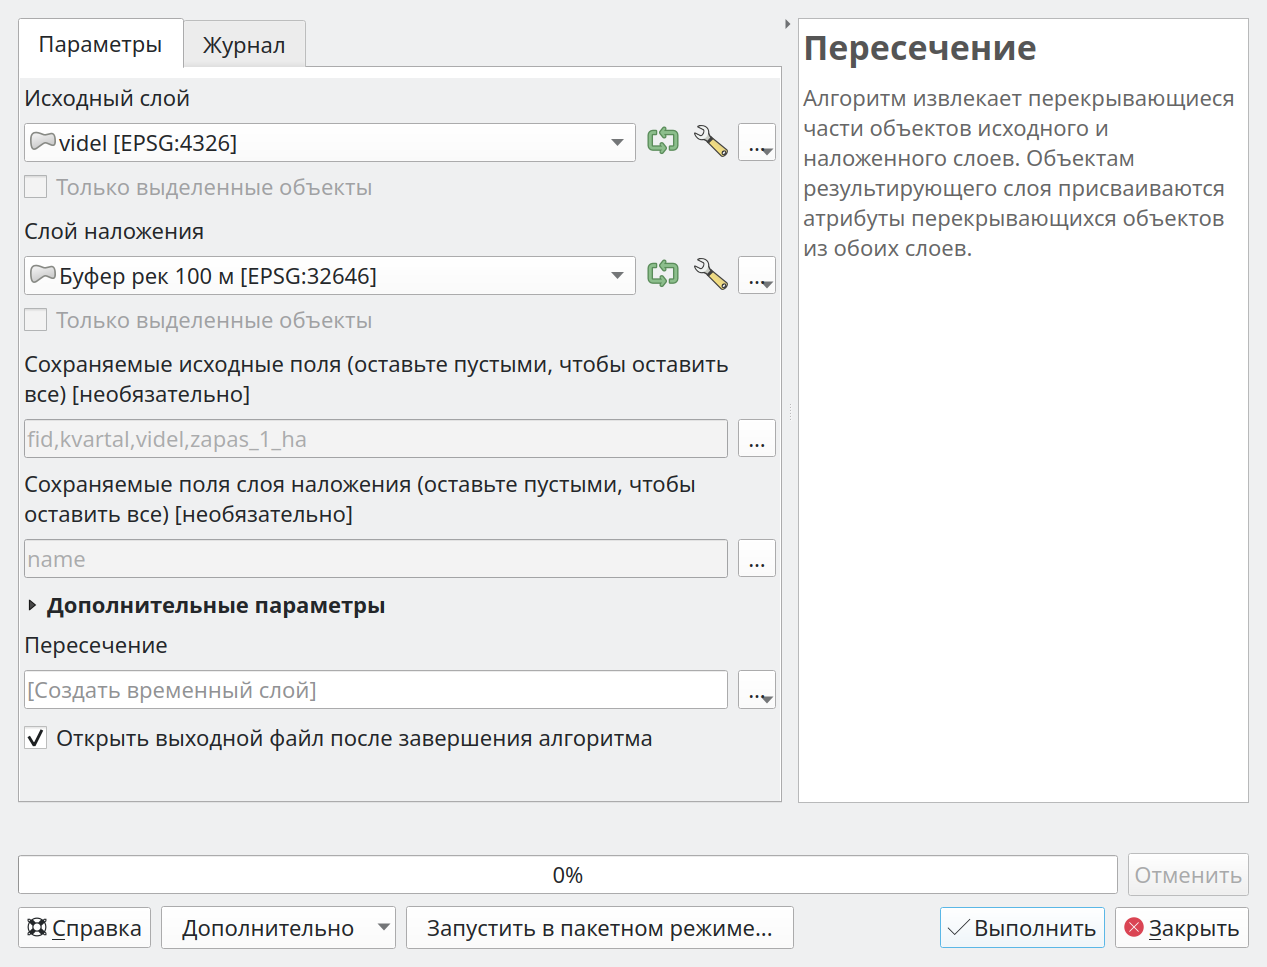 Параметры
Журнал
Исходный слой
videl [EPSG:4326]
...
Только выделенные объекты
Слой наложения
Буфер рек 100 м [EPSG:32646]
...
Только выделенные объекты
Сохраняемые исходные поля (оставьте пустыми, чтобы оставить
все) [необязательно]
fid,kvartal,videl,zapas_1_ha
...
Сохраняемые поля слоя наложения (оставьте пустыми, чтобы
оставить все) [необязательно]
name
...
Дополнительные параметры
Пересечение
[Создать временный слой]
...
Открыть выходной файл после завершения алгоритма
Пересечение
Алгоритм извлекает перекрывающиеся
части объектов исходного и
наложенного слоев. Объектам
результирующего слоя присваиваются
атрибуты перекрывающихся объектов
из обоих слоев.
0%
Отменить
Справка
Дополнительно
Запустить в пакетном режиме...
Выполнить
Закрыть